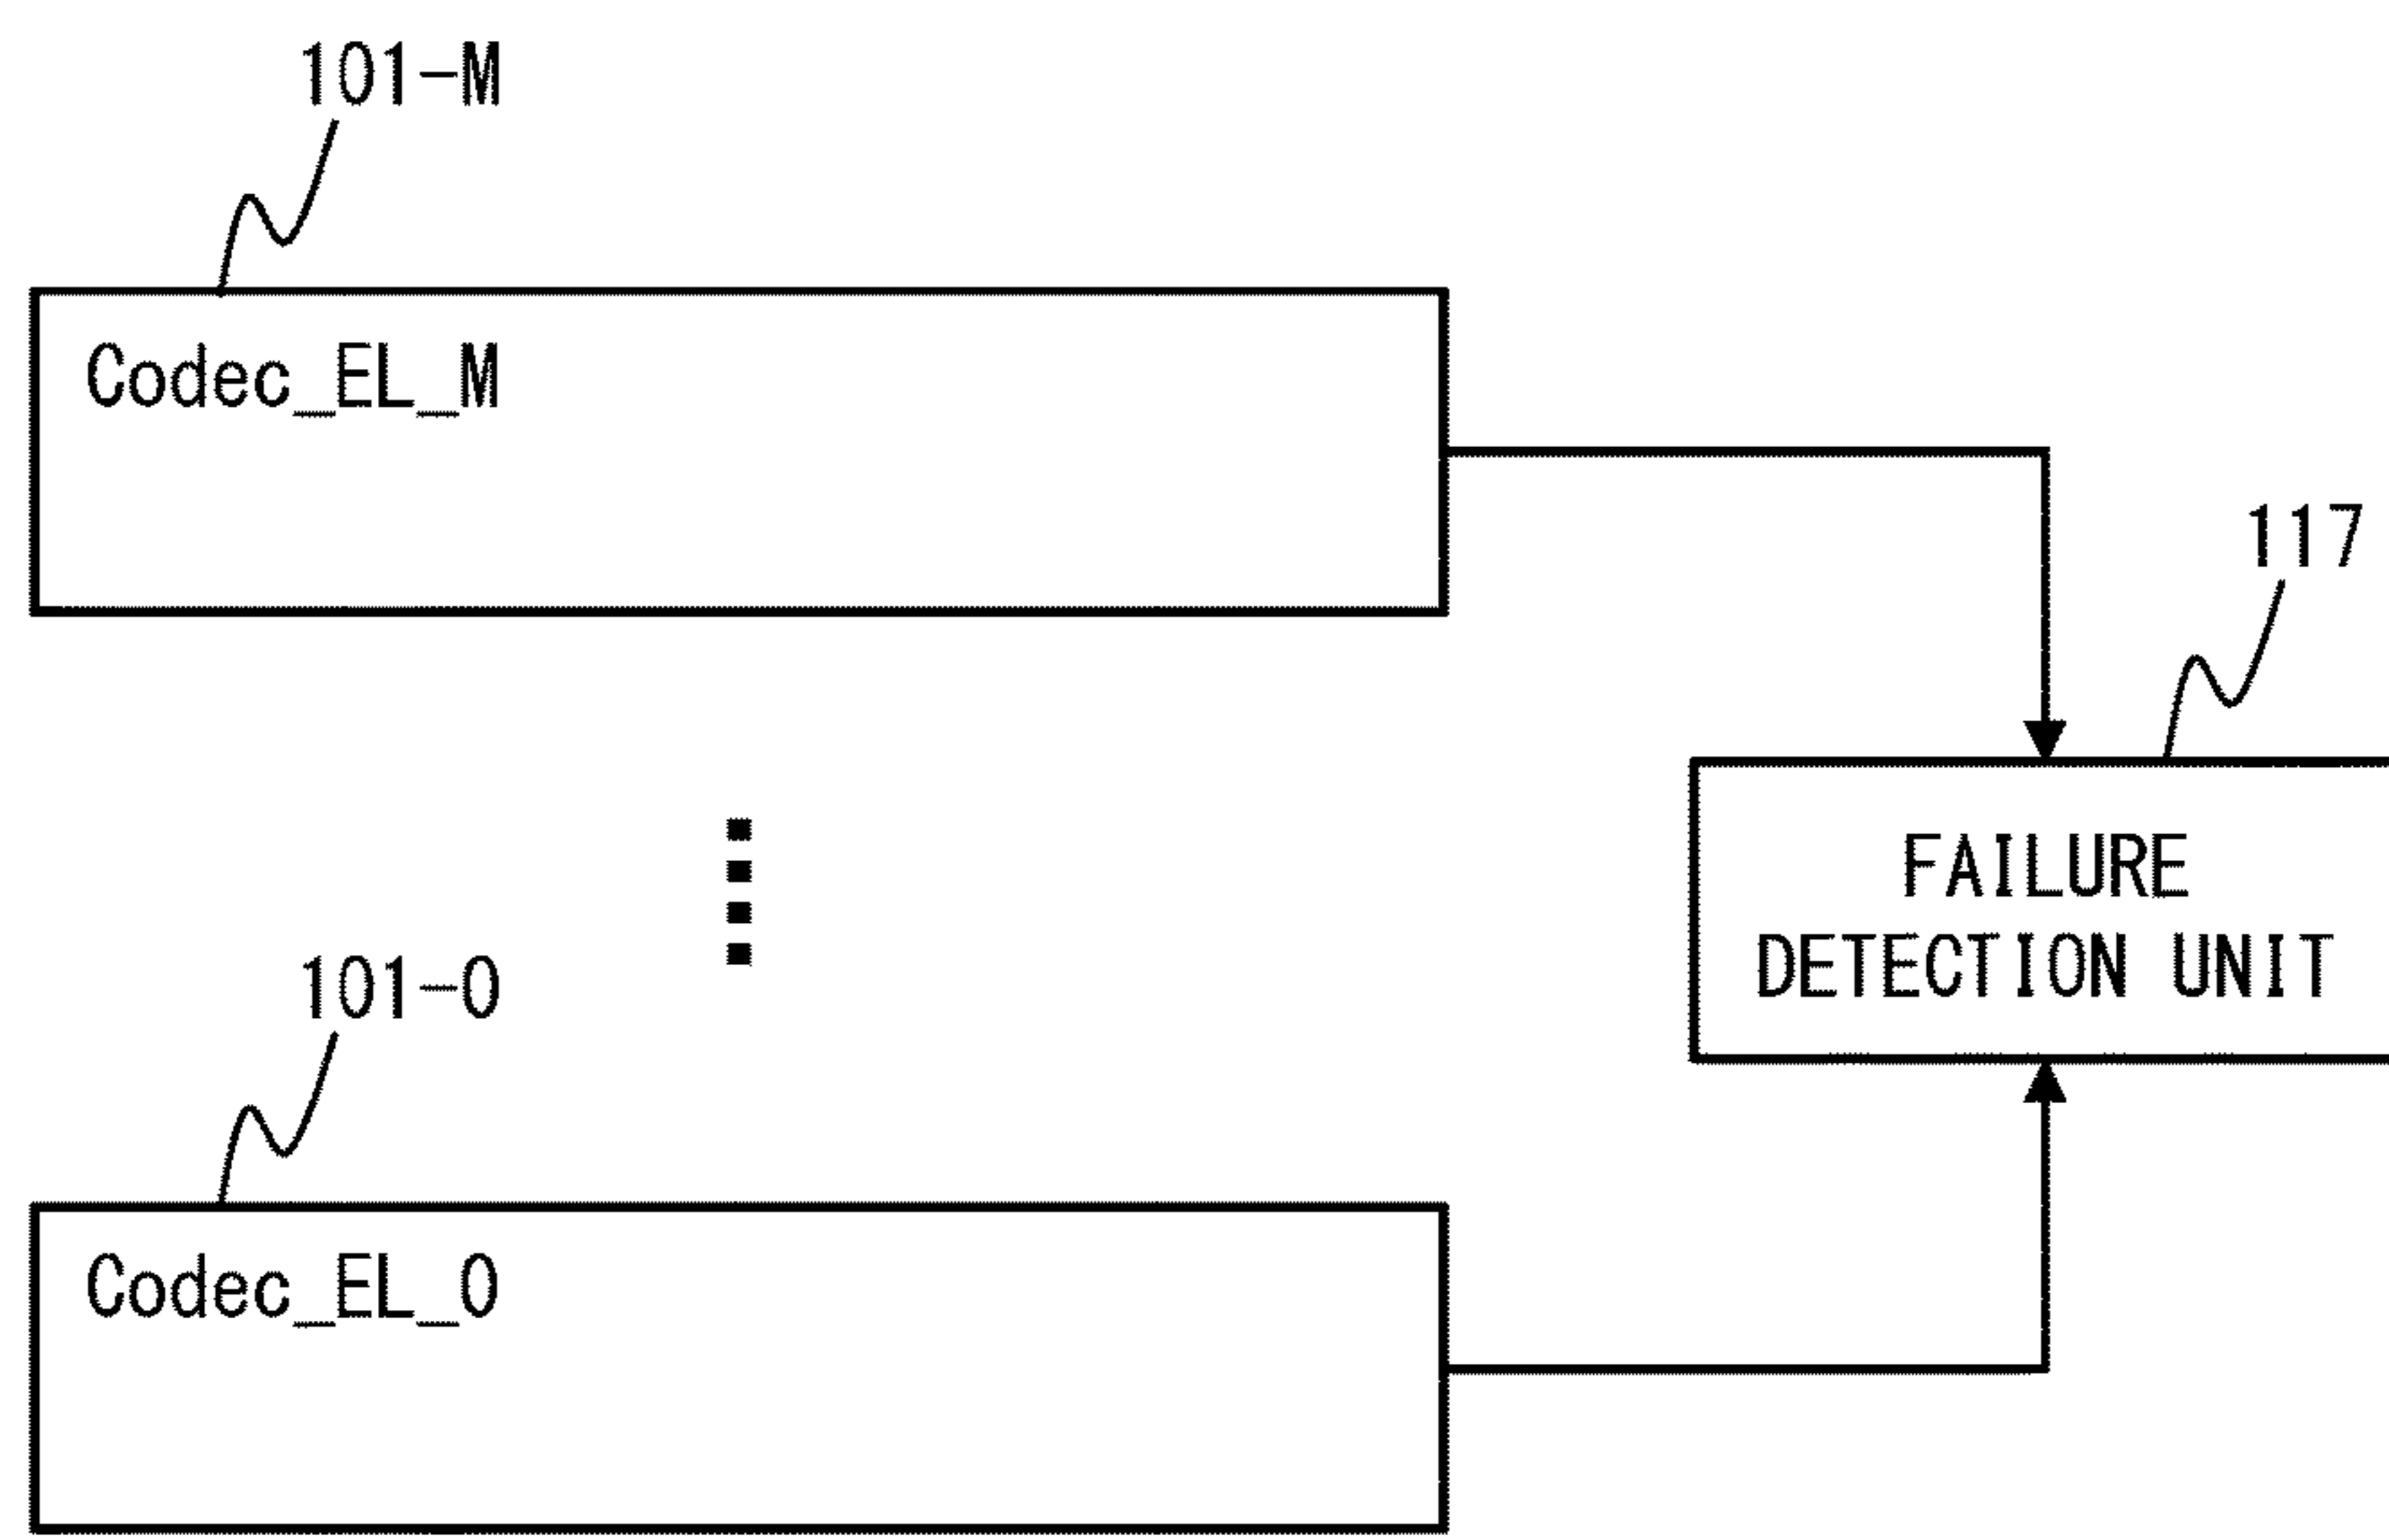 101-M
Codec_EL_M
117
FAILURE
DETECTION UNIT
101-0
Codec_EL_0